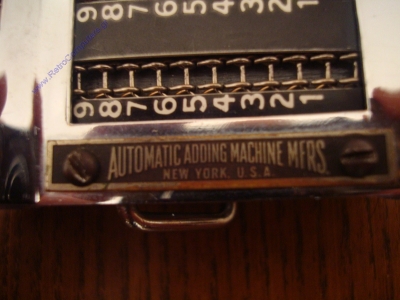 9 8 7 6 5 4 3 2 1
9 8 7 6 5 4 3 2 1
AUTOMATIC ADDING MACHINE MFRS.
NEW YORK, U.S.A